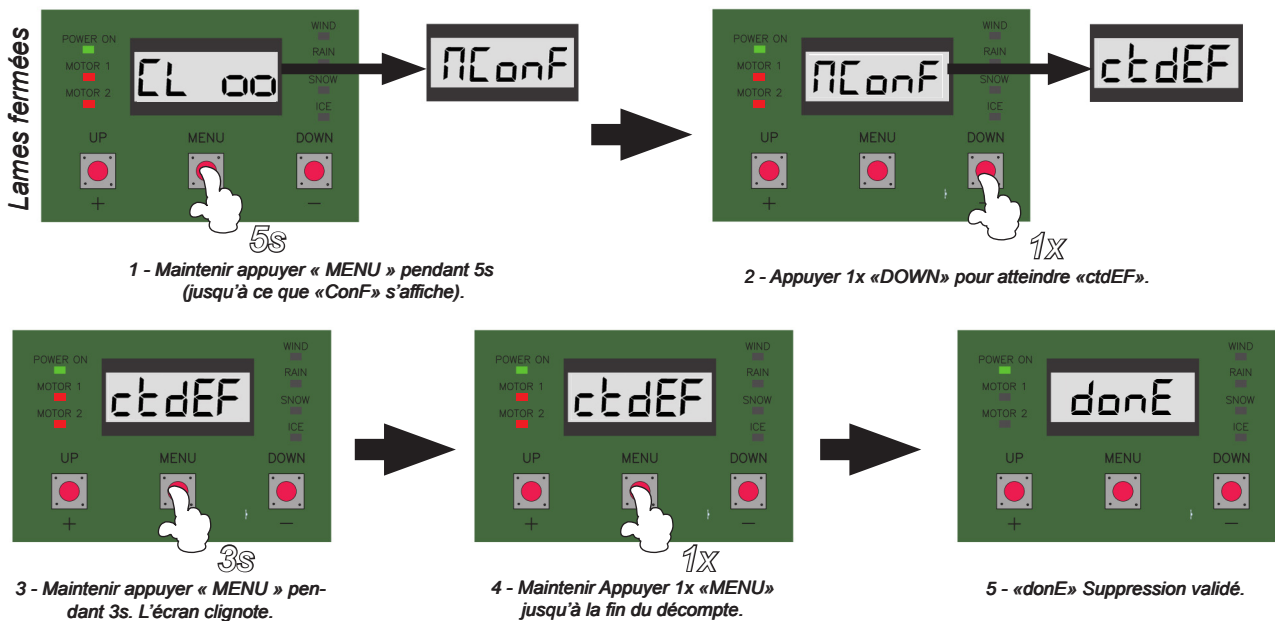 Lames fermées
POWER ON
MOTOR 1
MOTOR 2
CL oo
WIND
RAIN
SNOW
ICE
UP
MENU
DOWN
+
–
5s
MConF
1 - Maintenir appuyer « MENU » pendant 5s
(jusqu'à ce que «ConF» s'affiche).
POWER ON
MOTOR 1
MOTOR 2
MConF
WIND
RAIN
SNOW
ICE
UP
MENU
DOWN
+
1x
ctdEF
2 - Appuyer 1x «DOWN» pour atteindre «ctdEF».
POWER ON
MOTOR 1
MOTOR 2
ctdEF
WIND
RAIN
SNOW
ICE
UP
MENU
DOWN
+
–
3s
3 - Maintenir appuyer « MENU » pen-
dant 3s. L'écran clignote.
POWER ON
MOTOR 1
MOTOR 2
ctdEF
WIND
RAIN
SNOW
ICE
UP
MENU
DOWN
+
–
1x
4 - Maintenir Appuyer 1x «MENU»
jusqu'à la fin du décompte.
POWER ON
MOTOR 1
MOTOR 2
donE
WIND
RAIN
SNOW
ICE
UP
MENU
DOWN
+
–
5 - «donE» Suppression validé.